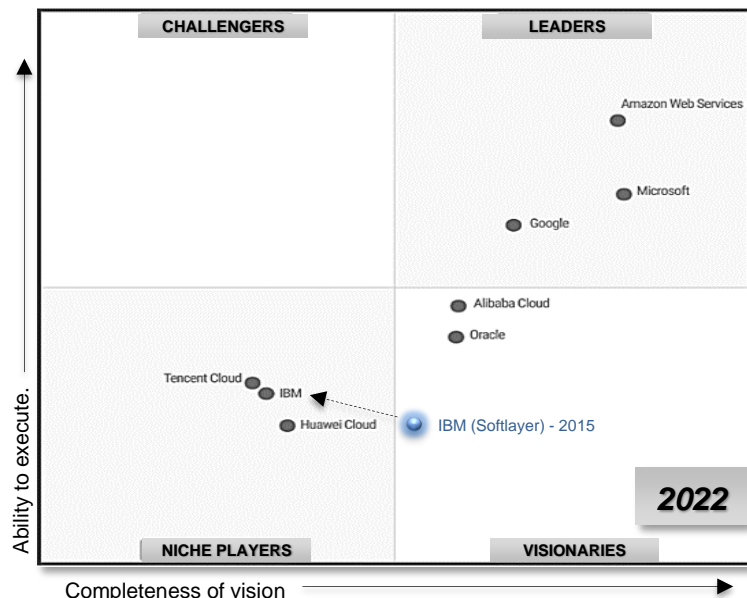 CHALLENGERS
LEADERS
Amazon Web Services
Microsoft
Google
Alibaba Cloud
Oracle
Tencent Cloud
IBM
Huawei Cloud
IBM (Softlayer) - 2015
2022
NICHE PLAYERS
VISIONARIES
Ability to execute.
Completeness of vision